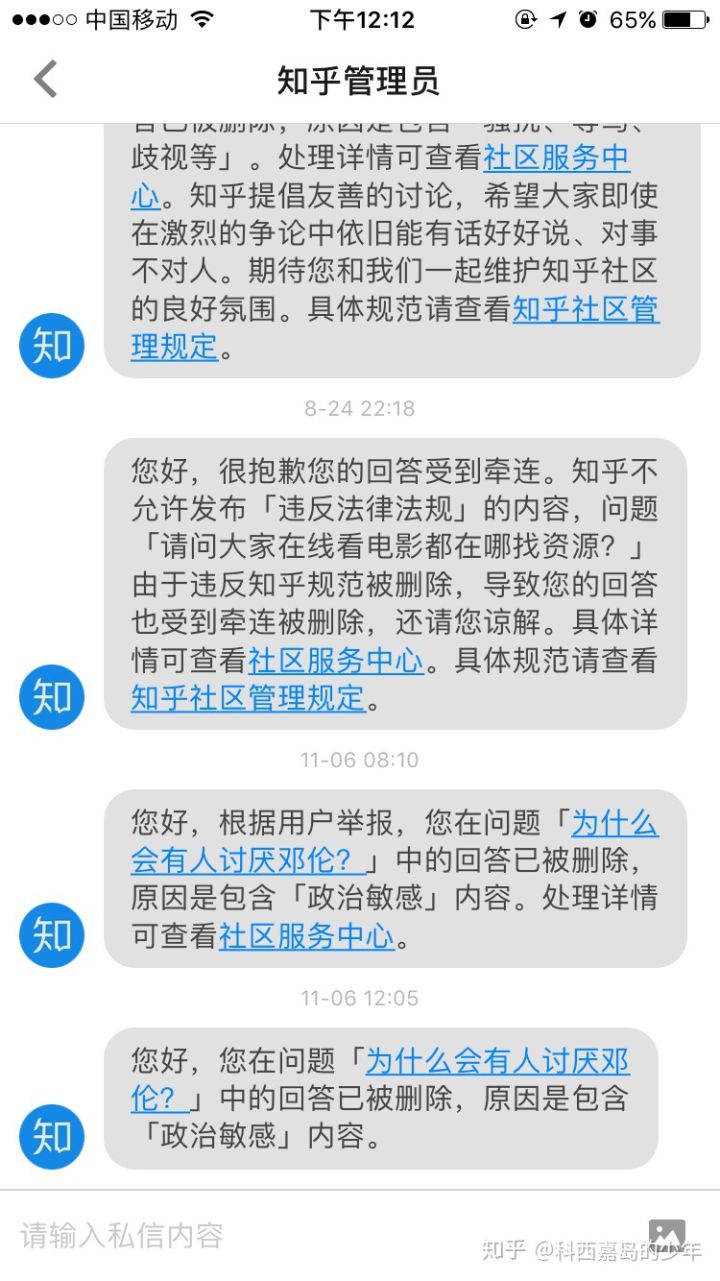 中国移动 下午12:12 65%
知乎管理员
言已被删除，原因是包含「骚扰、辱骂、
歧视等」。处理详情可查看社区服务中
心。知乎提倡友善的讨论，希望大家即使
在激烈的争论中依旧能有话好好说、对事
不对人。期待您和我们一起维护知乎社区
的良好氛围。具体规范请查看知乎社区管
理规定。
知
8-24 22:18
您好，很抱歉您的回答受到牵连。知乎不
允许发布「违反法律法规」的内容，问题
「请问大家在线看电影都在哪找资源？」
由于违反知乎规范被删除，导致您的回答
也受到牵连被删除，还请您谅解。具体详
情可查看社区服务中心。具体规范请查看
知乎社区管理规定。
知
11-06 08:10
您好，根据用户举报，您在问题「为什么
会有人讨厌邓伦？」中的回答已被删除，
原因是包含「政治敏感」内容。处理详情
可查看社区服务中心。
知
11-06 12:05
您好，您在问题「为什么会有人讨厌邓
伦？」中的回答已被删除，原因是包含
「政治敏感」内容。
知
请输入私信内容
知乎 @科西嘉岛的少年